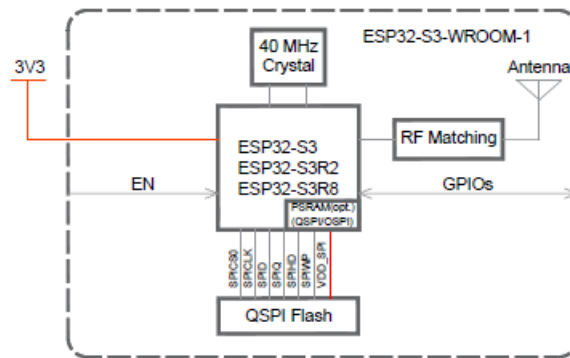 ESP32-S3-WROOM-1
40 MHz
Crystal
3V3
Antenna
ESP32-S3
ESP32-S3R2
ESP32-S3R8
RF Matching
EN
GPIOs
PSRAM(opt.)
(QSPI/OSPI)
SPICS0
SPICLK
SPID
SPIQ
SPIHD
SPIWP
VDD_SPI
QSPI Flash